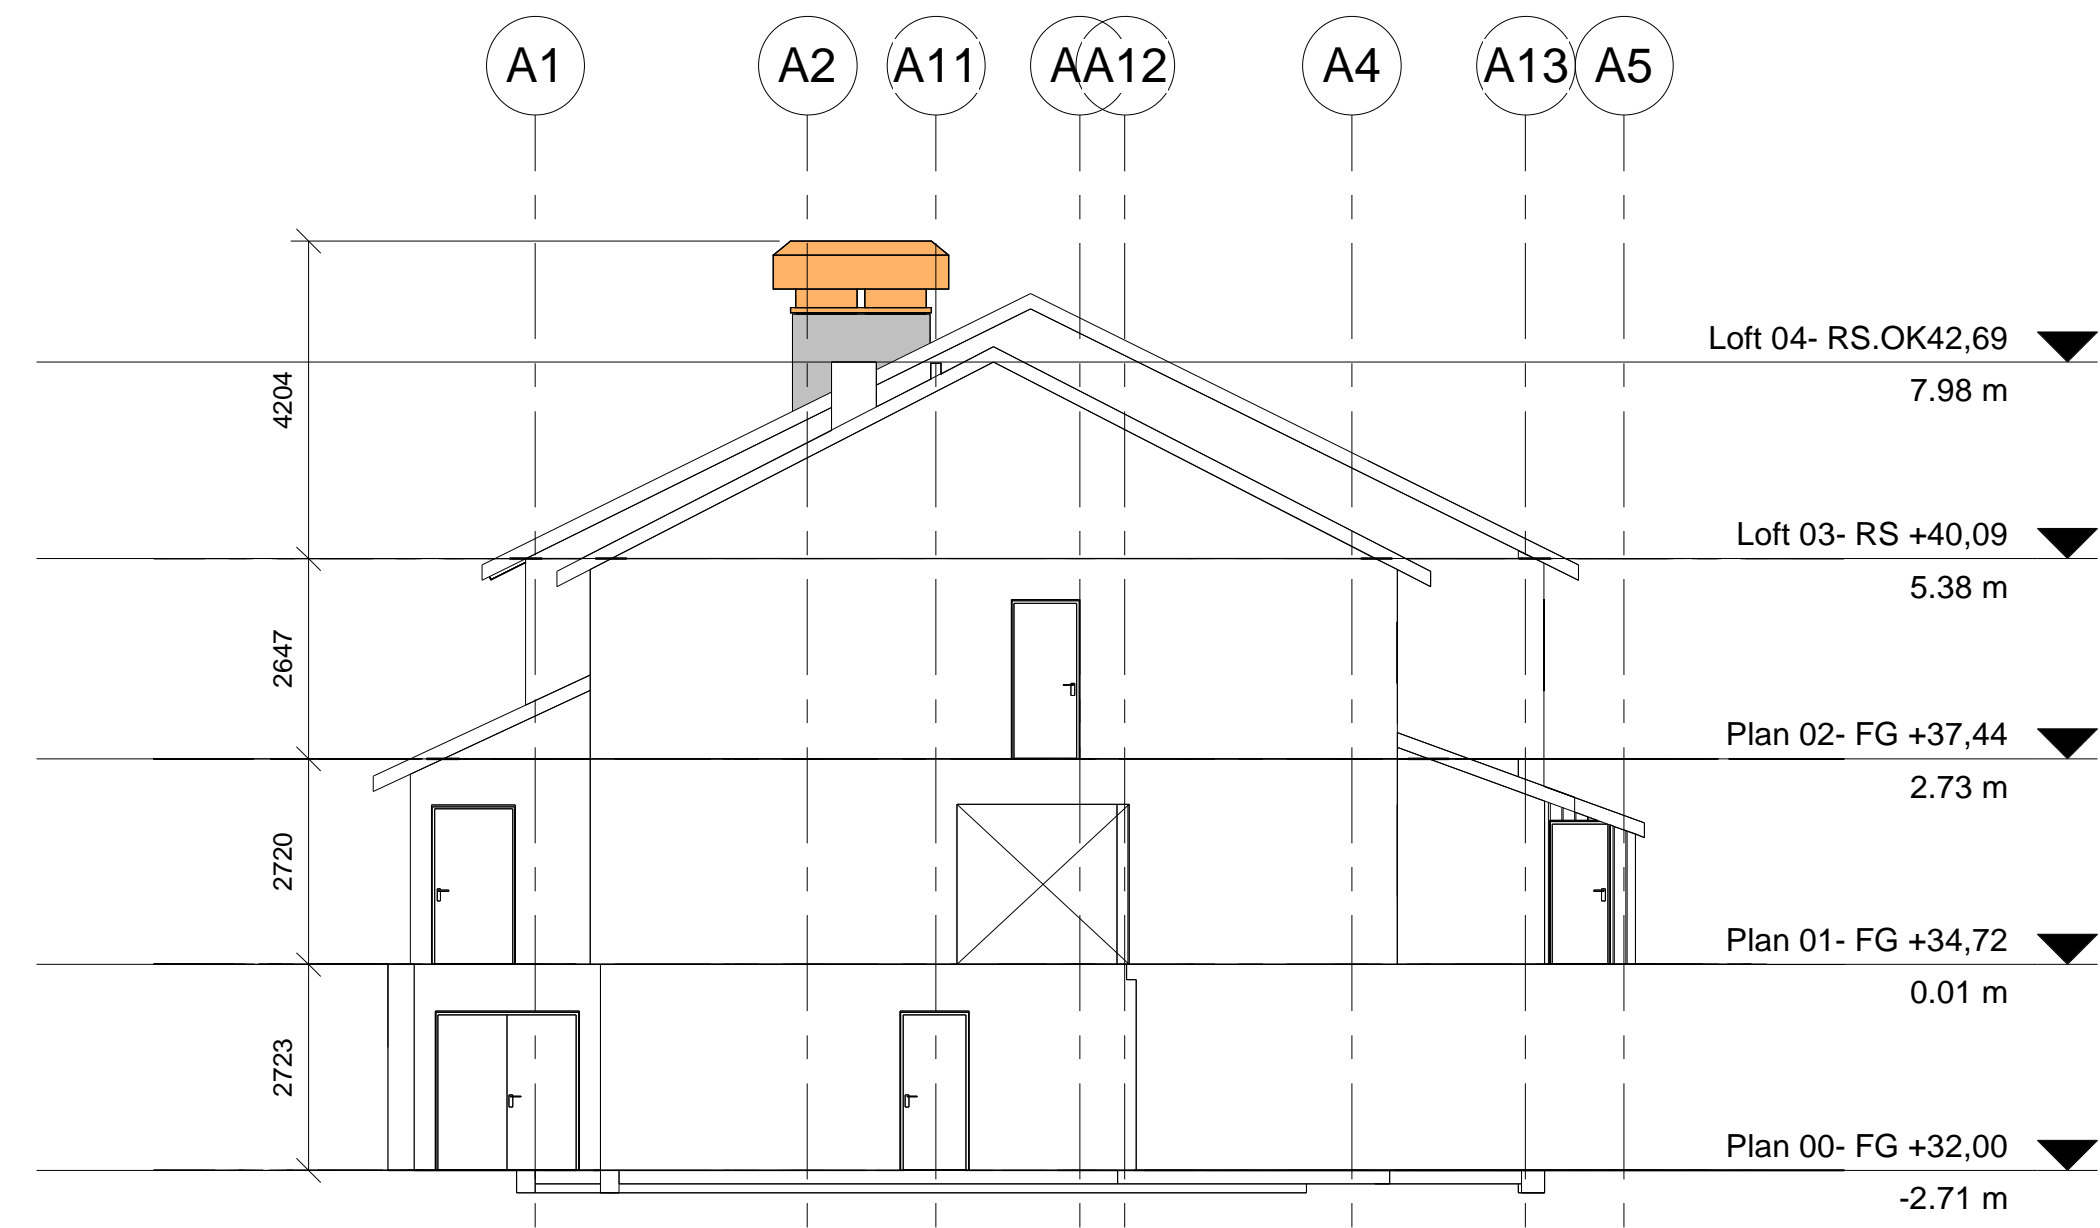 A1 A2 A11 A A12 A4 A13 A5
Loft 04- RS.OK42,69
7.98 m
4204
Loft 03- RS +40,09
5.38 m
2647
Plan 02- FG +37,44
2.73 m
2720
Plan 01- FG +34,72
0.01 m
2723
Plan 00- FG +32,00
-2.71 m